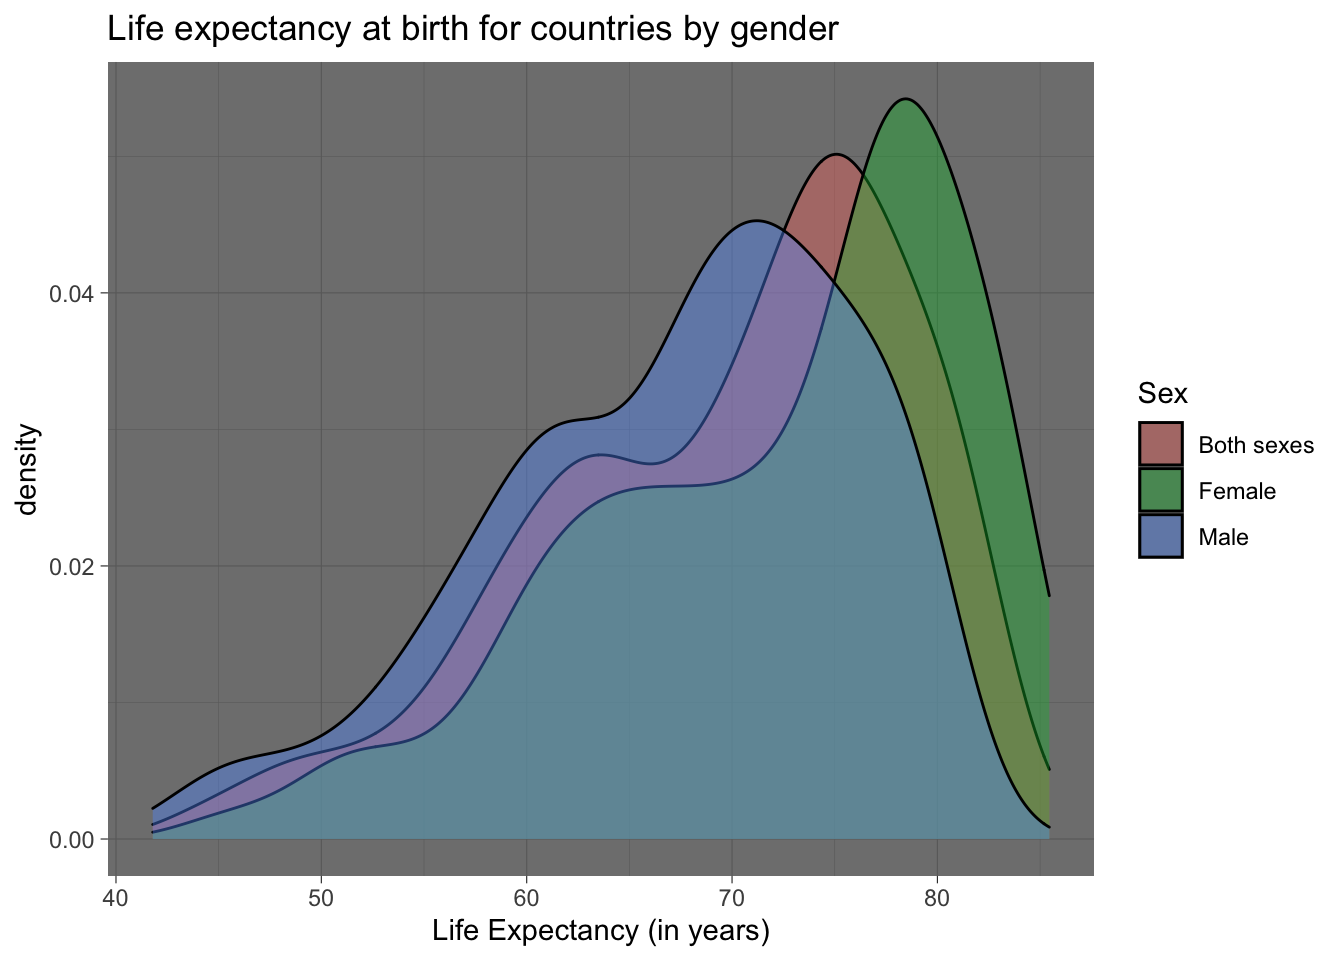 Life expectancy at birth for countries by gender
density
0.04
0.02
0.00
40 50 60 70 80
Life Expectancy (in years)
Sex
Both sexes
Female
Male